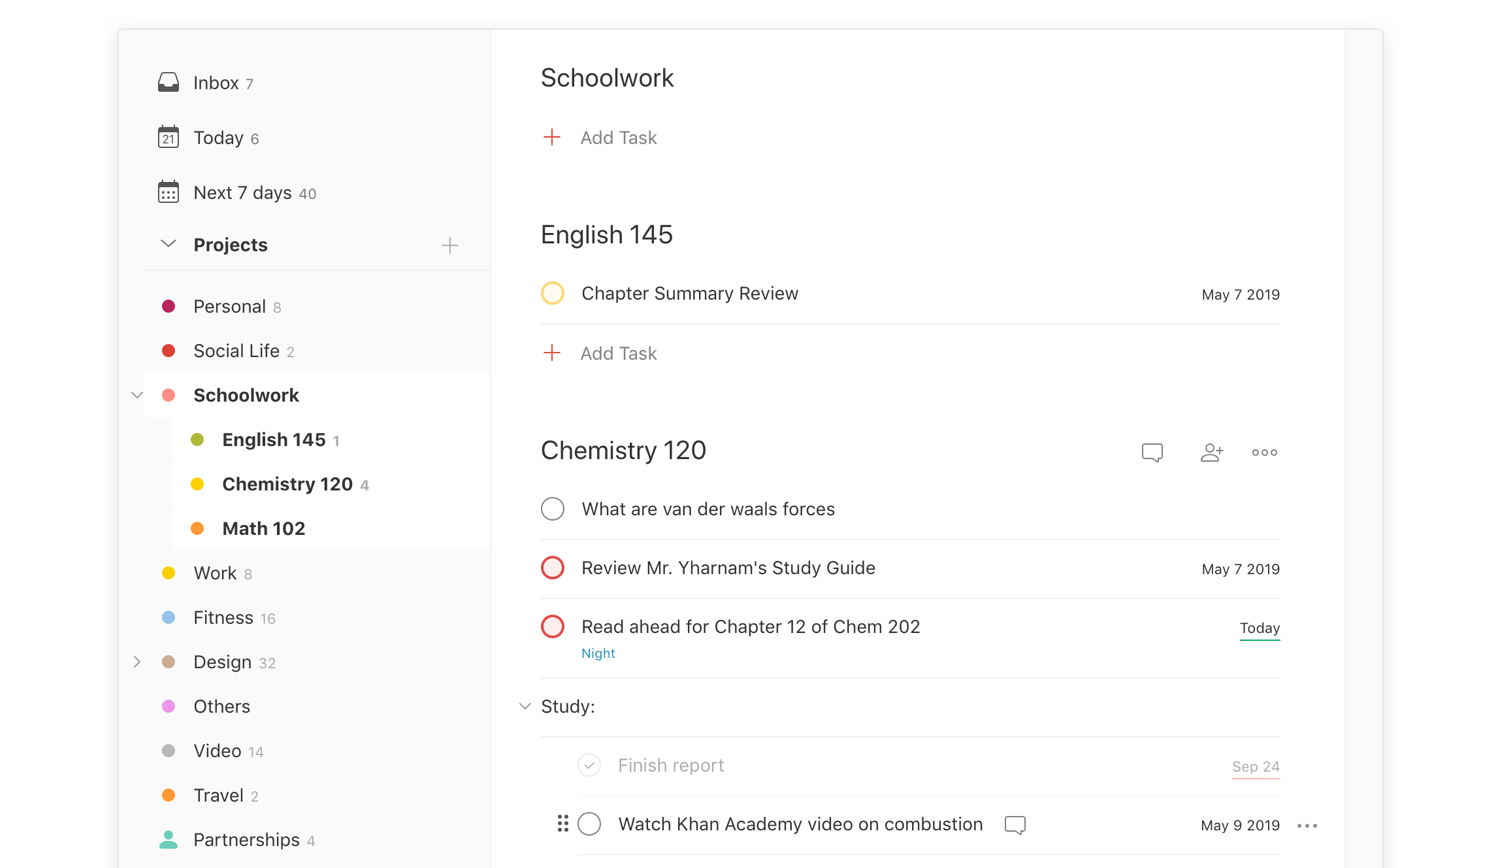 Inbox 7
21
Today 6
Next 7 days 40
Projects
Personal 8
Social Life 2
Schoolwork
English 145 1
Chemistry 120 4
Math 102
Work 8
Fitness 16
Design 32
Others
Video 14
Travel 2
Partnerships 4
Schoolwork
Add Task
English 145
Chapter Summary Review May 7 2019
Add Task
Chemistry 120
What are van der waals forces
Review Mr. Yharnam's Study Guide May 7 2019
Read ahead for Chapter 12 of Chem 202 Today
Night
Study:
Finish report Sep 24
Watch Khan Academy video on combustion May 9 2019